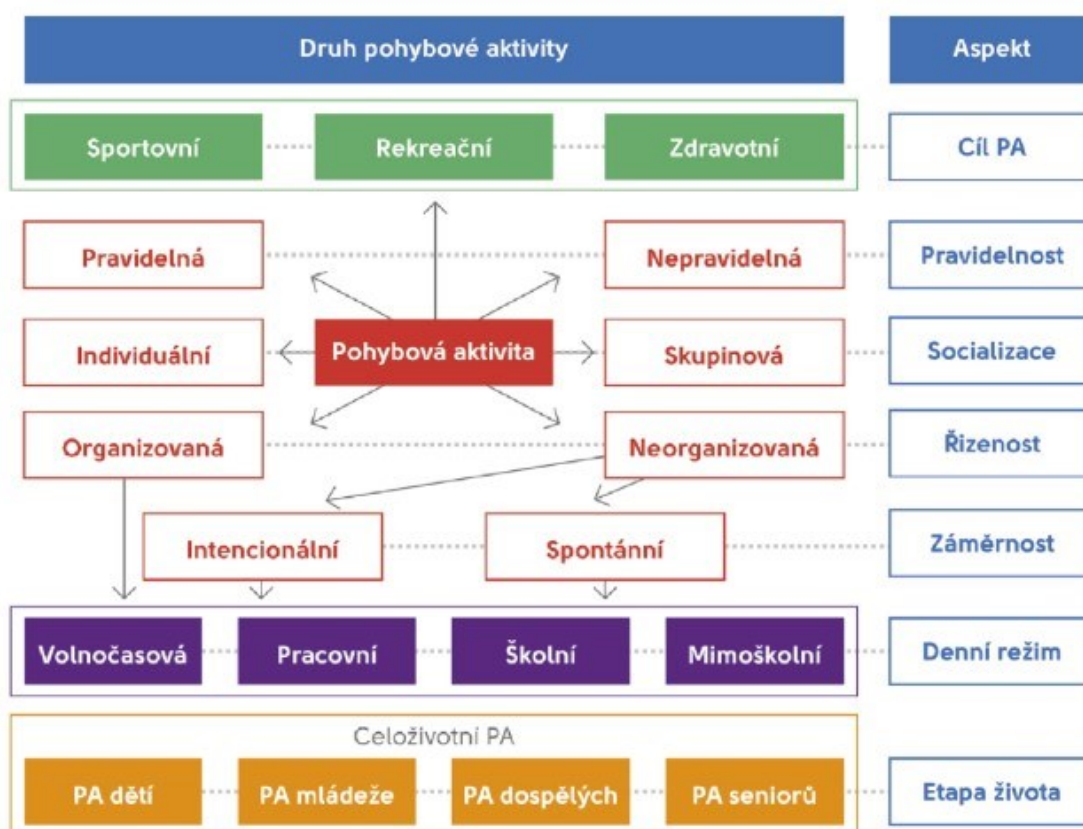 Druh pohybové aktivity
Aspekt
Sportovní
Rekreační
Zdravotní
Cíl PA
Pravidelná
Nepravidelná
Pravidelnost
Individuální
Pohybová aktivita
Skupinová
Socializace
Organizovaná
Neorganizovaná
Řizenost
Intencionální
Spontánní
Záměrnost
Volnočasová
Pracovní
Školní
Mimoškolní
Denní režim
Celoživotní PA
PA dětí
PA mládeže
PA dospělých
PA seniorů
Etapa života